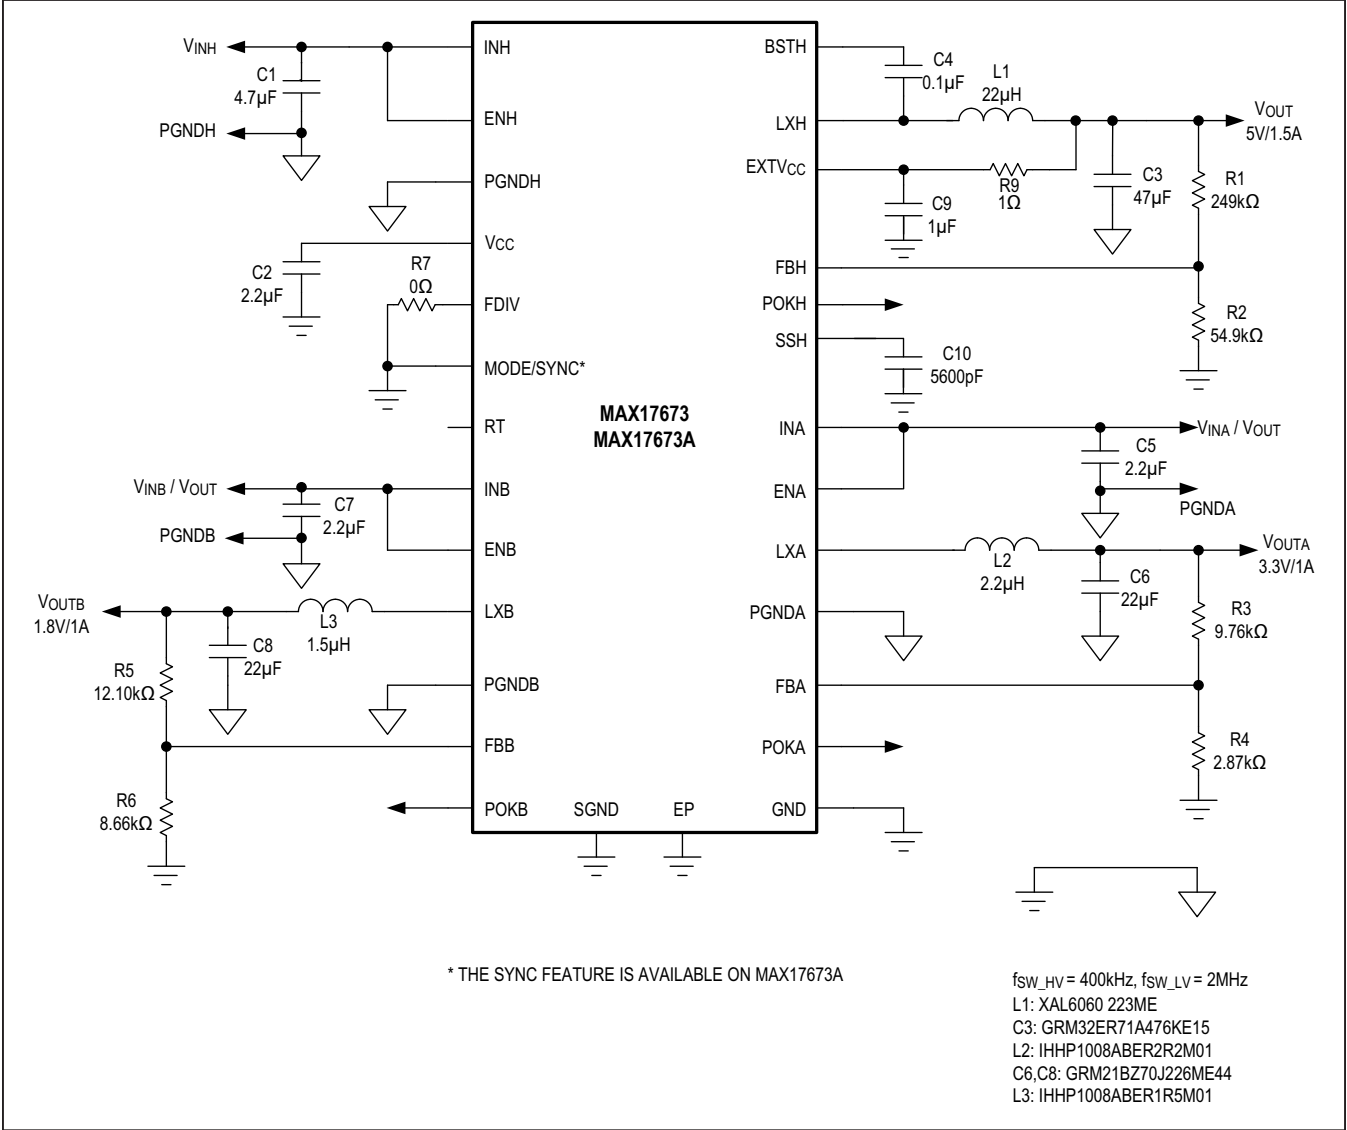 VINH
C1
4.7µF
PGNDH
C2
2.2µF
R7
0Ω
VINB / VOUT
C7
2.2µF
PGNDB
VOUTB
1.8V/1A
L3
1.5µH
C8
22µF
R5
12.10kΩ
R6
8.66kΩ
INH
ENH
PGNDH
VCC
FDIV
MODE/SYNC*
RT
INB
ENB
LXB
PGNDB
FBB
POKB
SGND
EP
MAX17673
MAX17673A
BSTH
LXH
EXTVCC
FBH
POKH
SSH
INA
ENA
LXA
PGNDA
FBA
POKA
GND
C4
0.1µF
L1
22µH
VOUT
5V/1.5A
R9
1Ω
C9
1µF
C3
47µF
R1
249kΩ
R2
54.9kΩ
C10
5600pF
VINA / VOUT
C5
2.2µF
PGNDA
L2
2.2µH
VOUTA
3.3V/1A
C6
22µF
R3
9.76kΩ
R4
2.87kΩ
* THE SYNC FEATURE IS AVAILABLE ON MAX17673A
fSW_HV = 400kHz, fSW_LV = 2MHz
L1: XAL6060 223ME
C3: GRM32ER71A476KE15
L2: IHHP1008ABER2R2M01
C6,C8: GRM21BZ70J226ME44
L3: IHHP1008ABER1R5M01